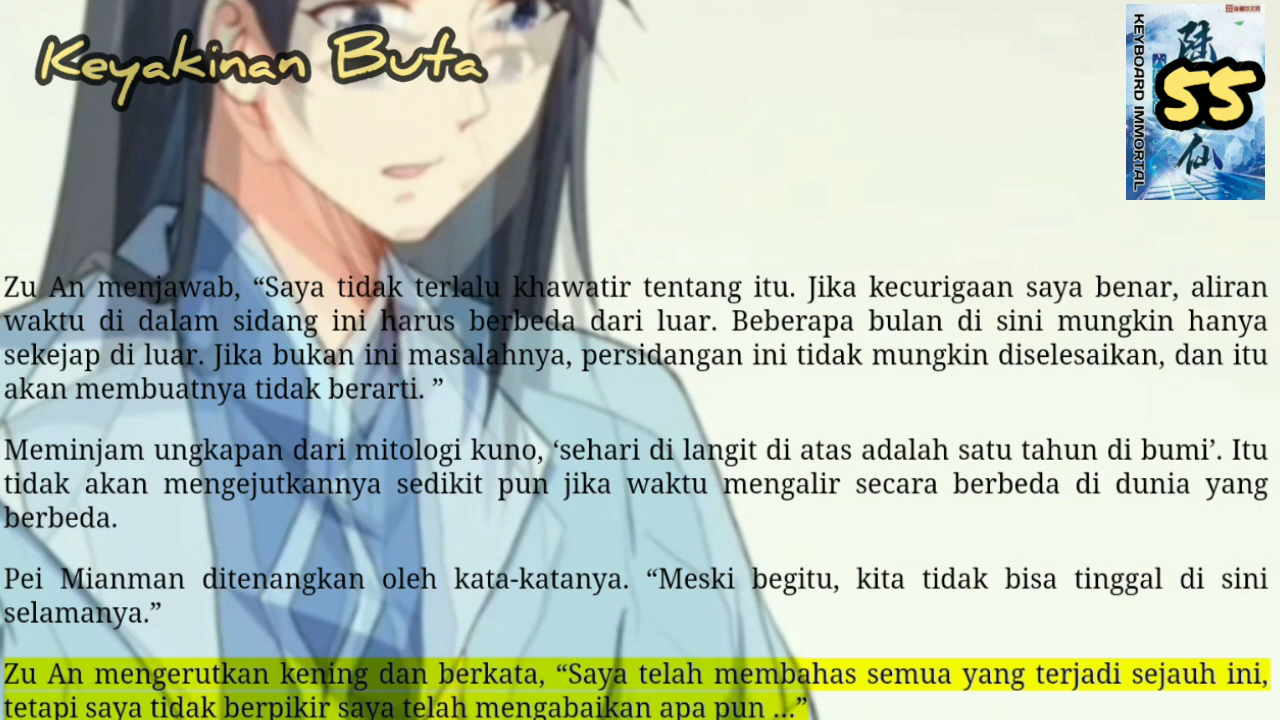 Keyakinan Buta
KEYBOARD IMMORTAL
55
仙
Zu An menjawab, “Saya tidak terlalu khawatir tentang itu. Jika kecurigaan saya benar, aliran
waktu di dalam sidang ini harus berbeda dari luar. Beberapa bulan di sini mungkin hanya
sekejap di luar. Jika bukan ini masalahnya, persidangan ini tidak mungkin diselesaikan, dan itu
akan membuatnya tidak berarti. ”
Meminjam ungkapan dari mitologi kuno, ‘sehari di langit di atas adalah satu tahun di bumi’. Itu
tidak akan mengejutkannya sedikit pun jika waktu mengalir secara berbeda di dunia yang
berbeda.
Pei Mianman ditenangkan oleh kata-katanya. “Meski begitu, kita tidak bisa tinggal di sini
selamanya.”
Zu An mengerutkan kening dan berkata, “Saya telah membahas semua yang terjadi sejauh ini,
tetapi saya tidak berpikir saya telah mengabaikan apa pun ...”